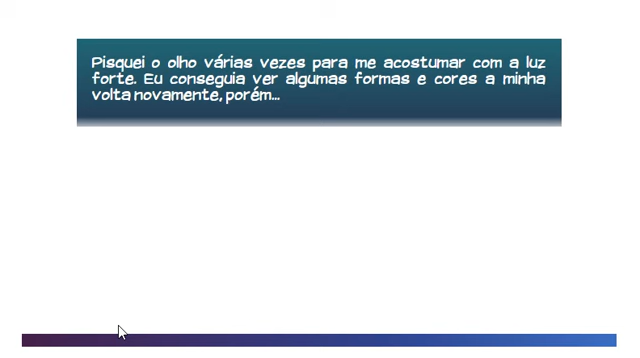 Pisquei o olho várias vezes para me acostumar com a luz
forte. Eu conseguia ver algumas formas e cores a minha
volta novamente, porém...